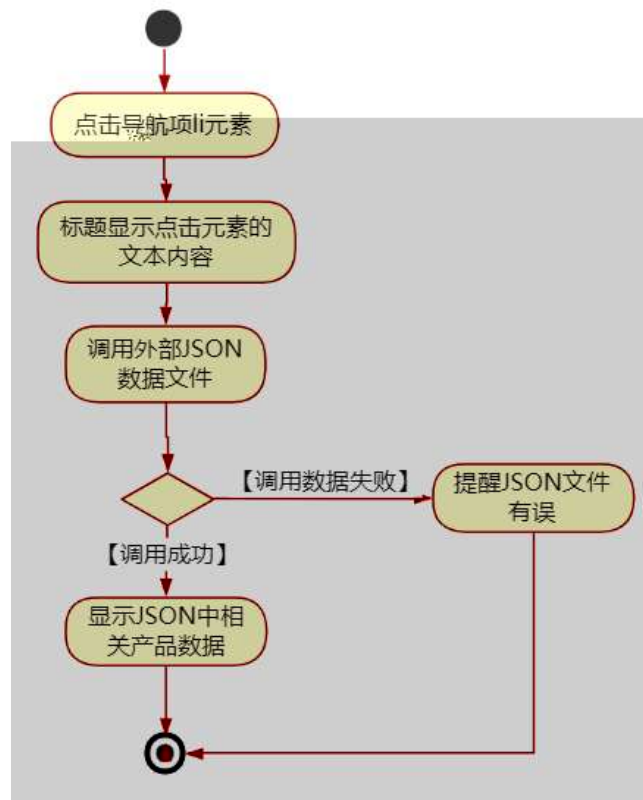 点击导航项li元素
标题显示点击元素的
文本内容
调用外部JSON
数据文件
【调用数据失败】
提醒JSON文件
有误
【调用成功】
显示JSON中相
关产品数据